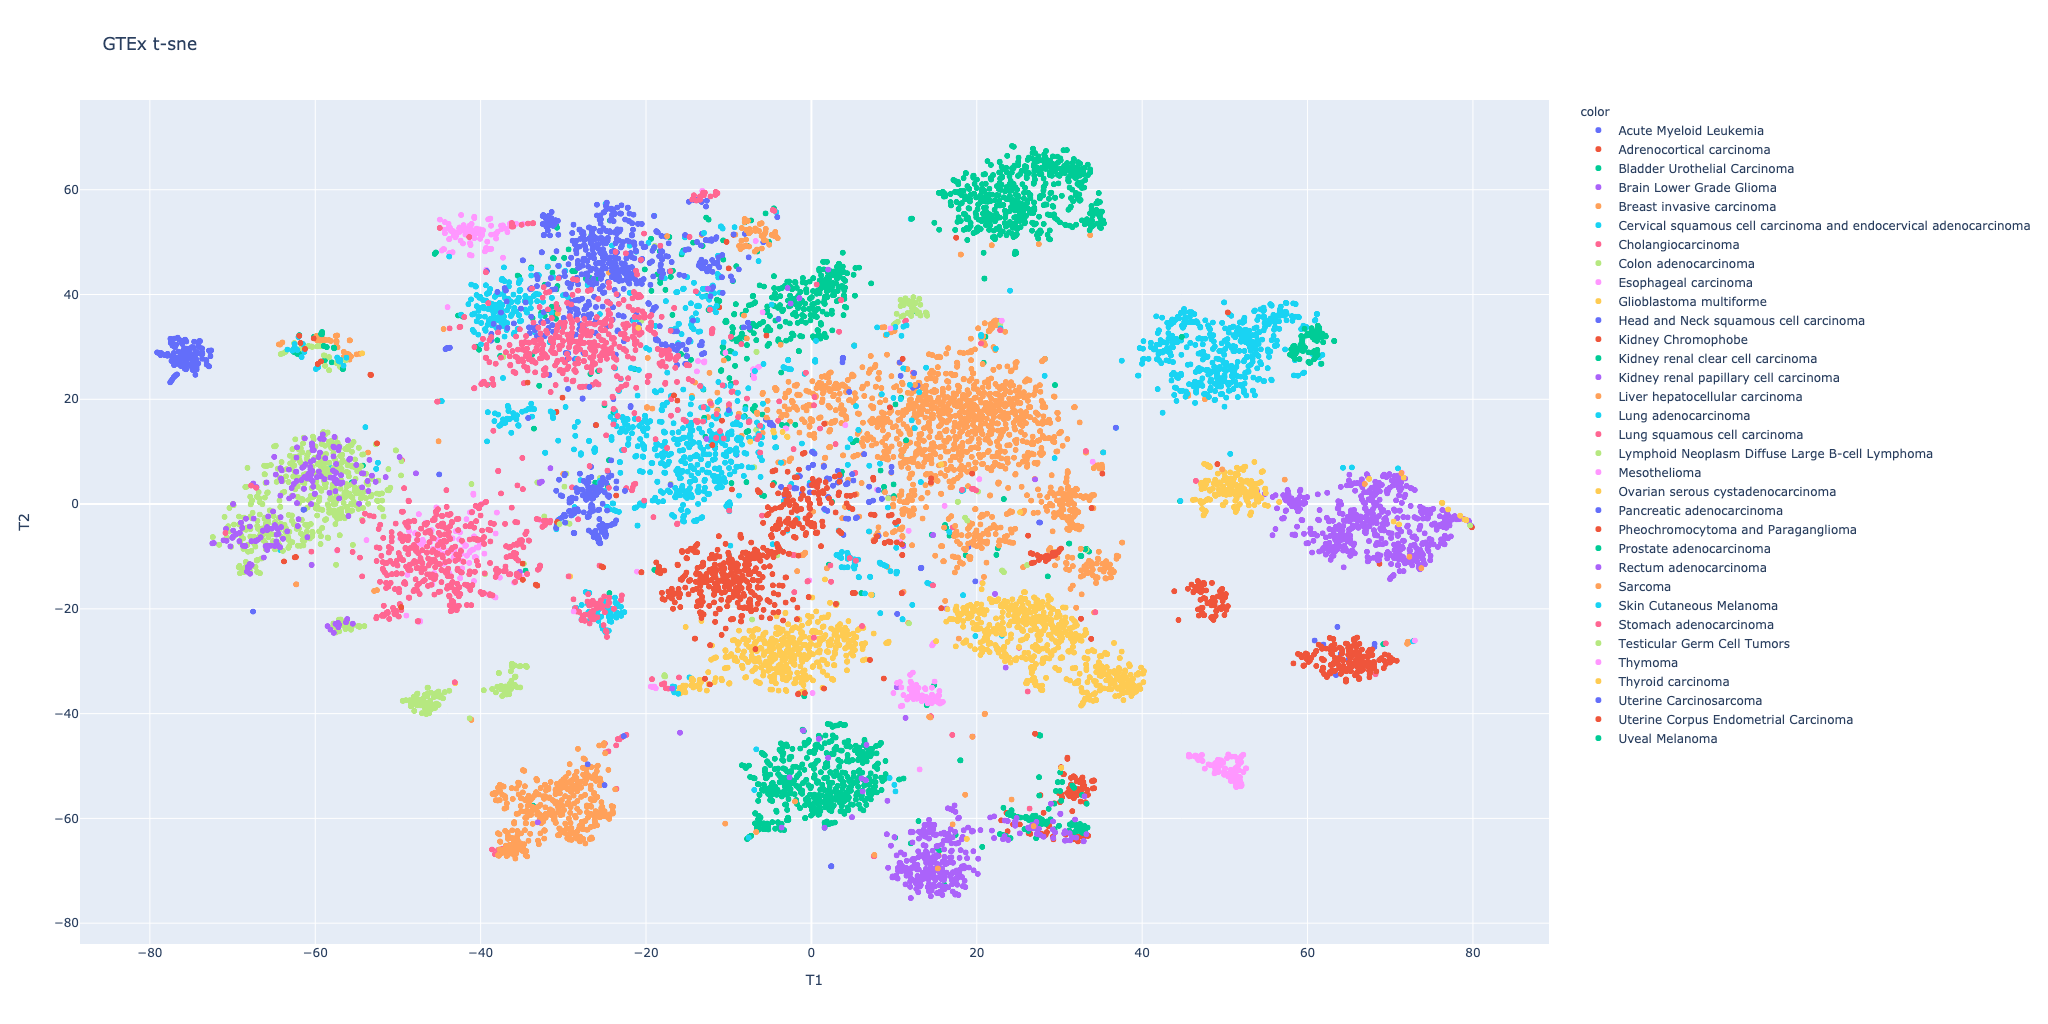 GTEx t-sne
T2
60
40
20
0
−20
−40
−60
−80
−80
−60
−40
−20
0
20
40
60
80
T1
color
Acute Myeloid Leukemia
Adrenocortical carcinoma
Bladder Urothelial Carcinoma
Brain Lower Grade Glioma
Breast invasive carcinoma
Cervical squamous cell carcinoma and endocervical adenocarcinoma
Cholangiocarcinoma
Colon adenocarcinoma
Esophageal carcinoma
Glioblastoma multiforme
Head and Neck squamous cell carcinoma
Kidney Chromophobe
Kidney renal clear cell carcinoma
Kidney renal papillary cell carcinoma
Liver hepatocellular carcinoma
Lung adenocarcinoma
Lung squamous cell carcinoma
Lymphoid Neoplasm Diffuse Large B-cell Lymphoma
Mesothelioma
Ovarian serous cystadenocarcinoma
Pancreatic adenocarcinoma
Pheochromocytoma and Paraganglioma
Prostate adenocarcinoma
Rectum adenocarcinoma
Sarcoma
Skin Cutaneous Melanoma
Stomach adenocarcinoma
Testicular Germ Cell Tumors
Thymoma
Thyroid carcinoma
Uterine Carcinosarcoma
Uterine Corpus Endometrial Carcinoma
Uveal Melanoma